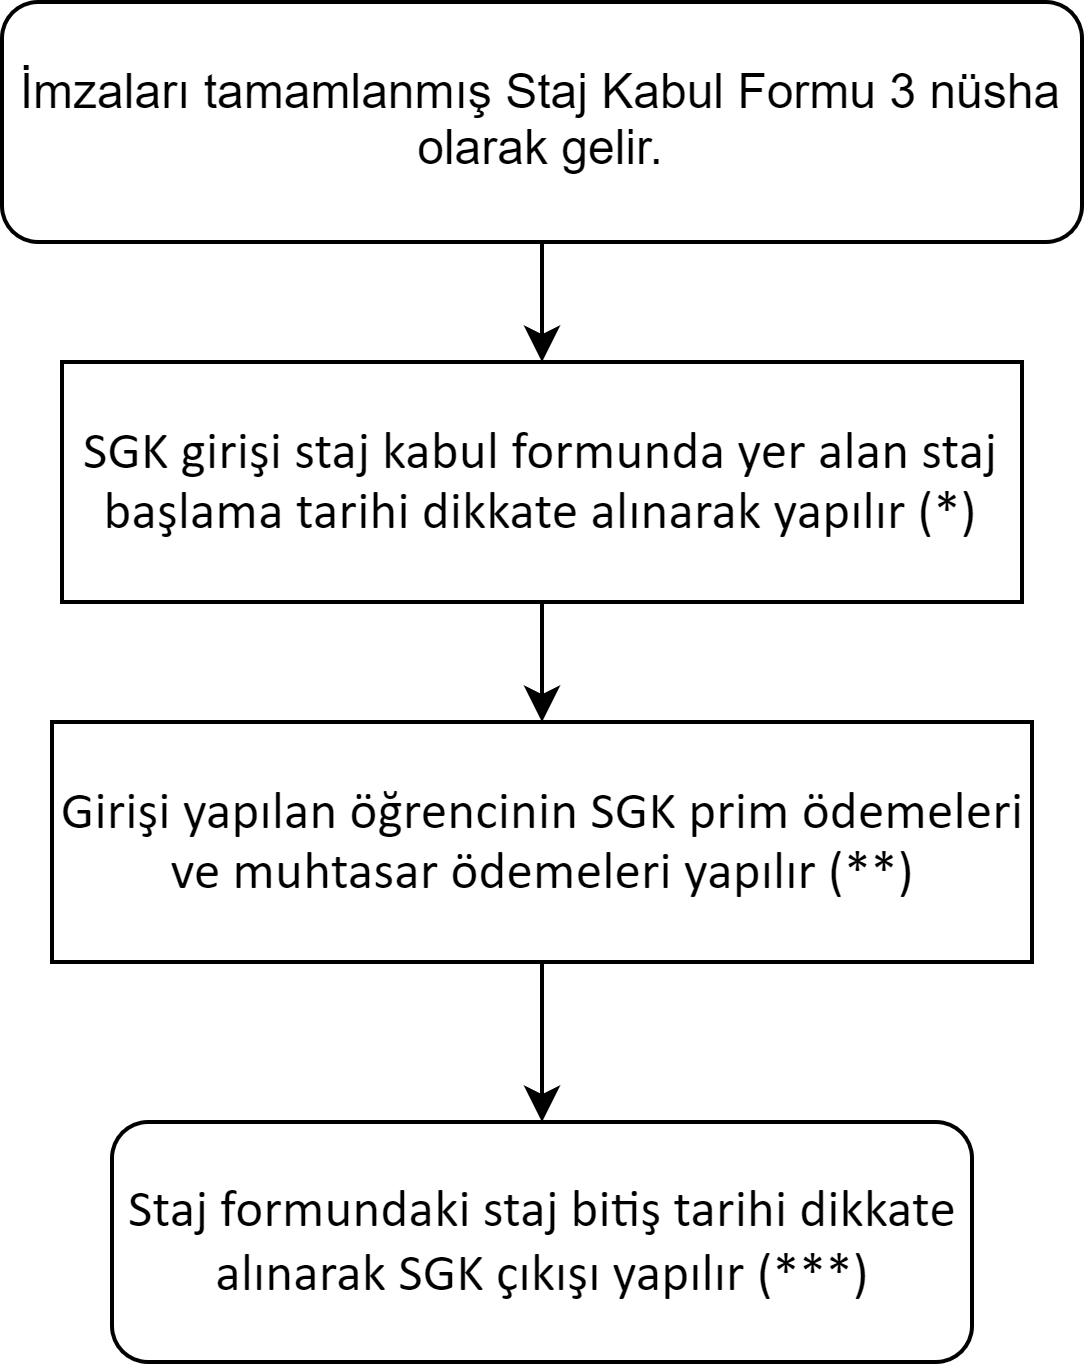 İmzaları tamamlanmış Staj Kabul Formu 3 nüsha
olarak gelir.
SGK girişi staj kabul formunda yer alan staj
başlama tarihi dikkate alınarak yapılır (*)
Girişi yapılan öğrencinin SGK prim ödemeleri
ve muhtasar ödemeleri yapılır (**)
Staj formundaki staj bitiş tarihi dikkate
alınarak SGK çıkışı yapılır (***)